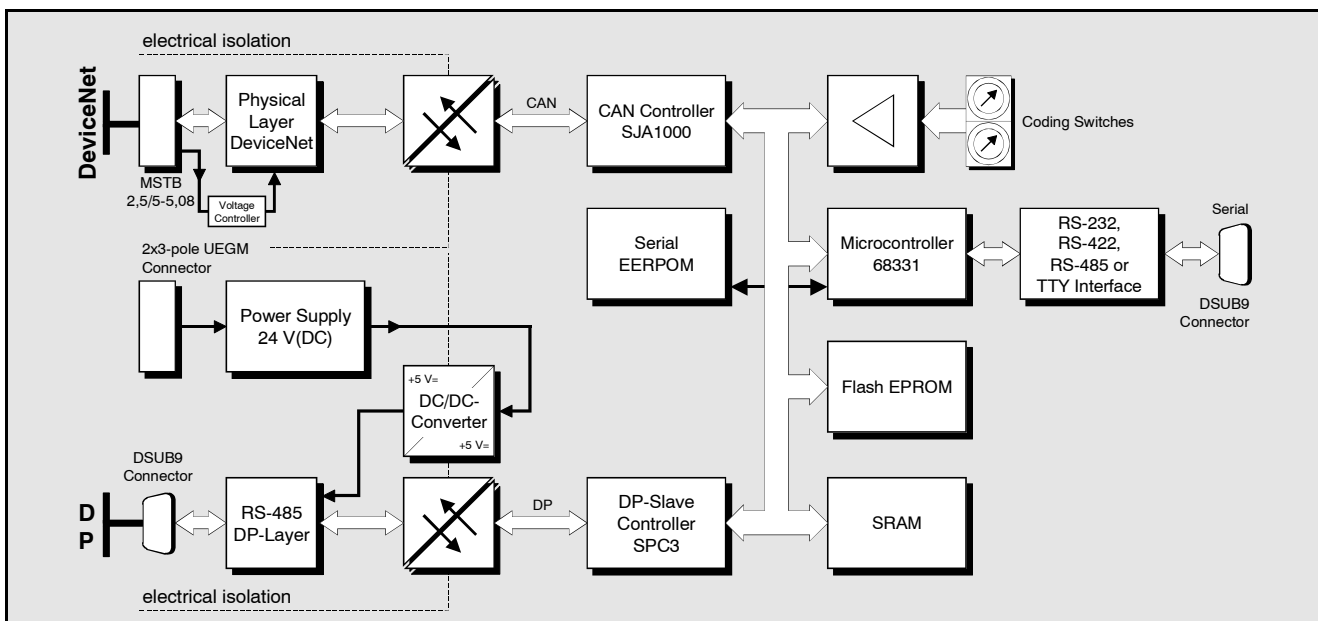 electrical isolation
DeviceNet
Physical
Layer
DeviceNet
CAN
CAN Controller
SJA1000
Coding Switches
MSTB
2,5/5-5,08
Voltage
Controller
2x3-pole UEGM
Connector
Serial
EERPOM
Microcontroller
68331
RS-232,
RS-422,
RS-485 or
TTY Interface
Serial
DSUB9
Connector
Power Supply
24 V(DC)
+5 V=
DC/DC-
Converter
+5 V=
Flash EPROM
DSUB9
Connector
D
P
RS-485
DP-Layer
DP
DP-Slave
Controller
SPC3
SRAM
electrical isolation